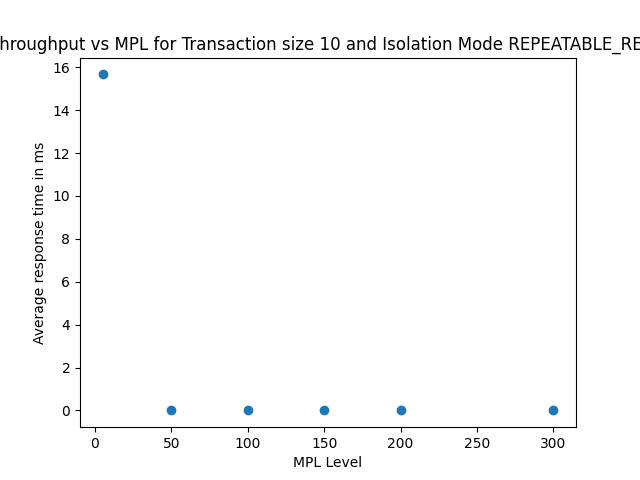 hroughput vs MPL for Transaction size 10 and Isolation Mode REPEATABLE_RE
16
14
12
10
8
6
4
2
0
Average response time in ms
0 50 100 150 200 250 300
MPL Level